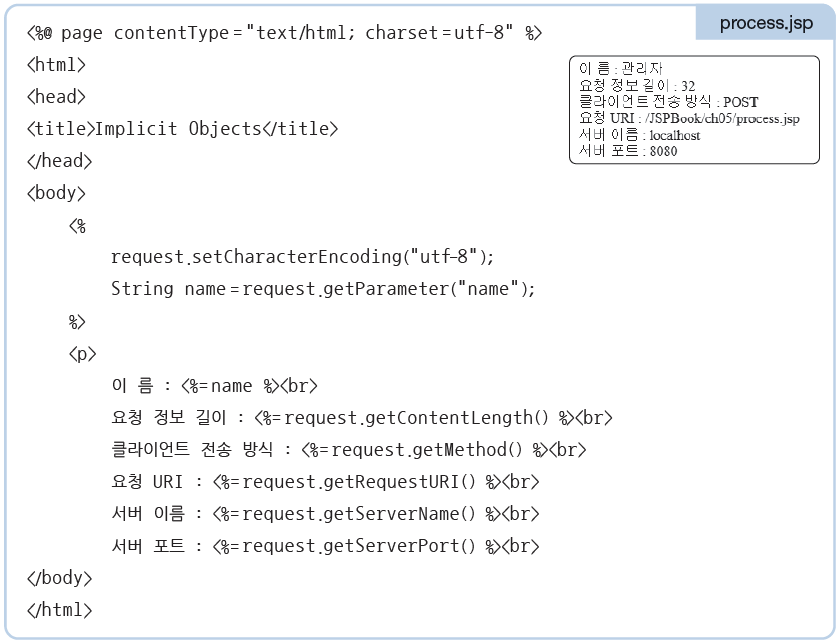 process.jsp
<%@ page contentType="text/html; charset=utf-8" %>
<html>
<head>
<title>Implicit Objects</title>
</head>
<body>
<%
request.setCharacterEncoding("utf-8");
String name=request.getParameter("name");
%>
<p>
이 름 : <%=name %><br>
요청 정보 길이 : <%=request.getContentLength() %><br>
클라이언트 전송 방식 : <%=request.getMethod() %><br>
요청 URI : <%=request.getRequestURI() %><br>
서버 이름 : <%=request.getServerName() %><br>
서버 포트 : <%=request.getServerPort() %><br>
</body>
</html>
이 름 : 관리자
요청 정보 길이 : 32
클라이언트 전송 방식 : POST
요청 URI : /JSPBook/ch05/process.jsp
서버 이름 : localhost
서버 포트 : 8080